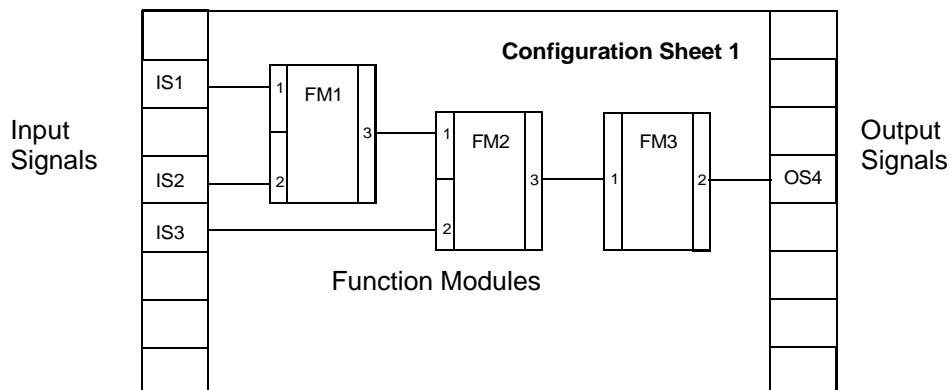 Configuration Sheet 1
Input
Signals
IS1
IS2
IS3
1
FM1
2
3
1
FM2
2
3
1
FM3
2
OS4
Output
Signals
Function Modules